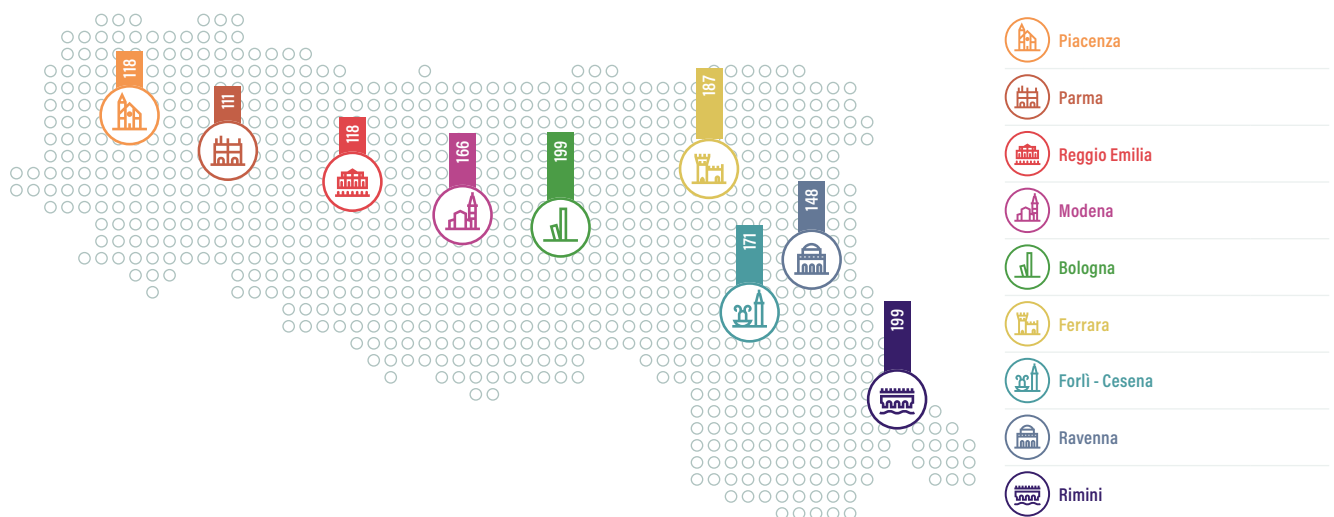 118
111
118
166
199
187
148
171
199
Piacenza
Parma
Reggio Emilia
Modena
Bologna
Ferrara
Forlì - Cesena
Ravenna
Rimini